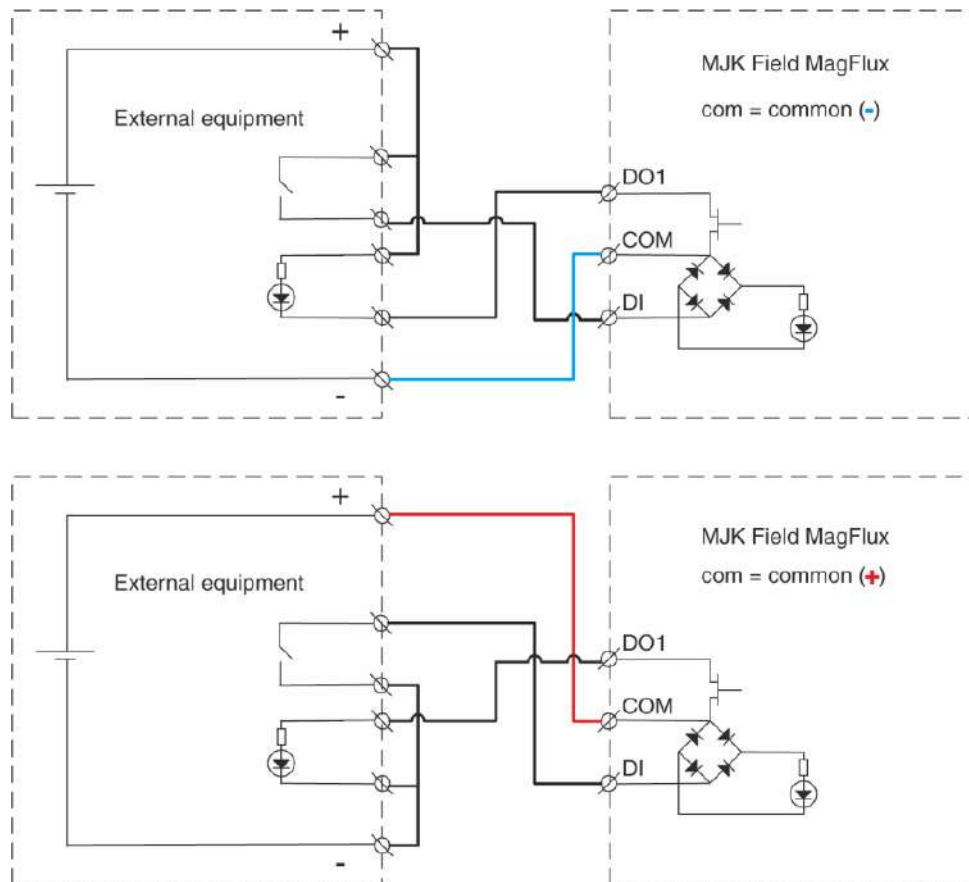 +
External equipment
-
MJK Field MagFlux
com = common (-)
DO1
COM
DI
+
External equipment
-
MJK Field MagFlux
com = common (+)
DO1
COM
DI